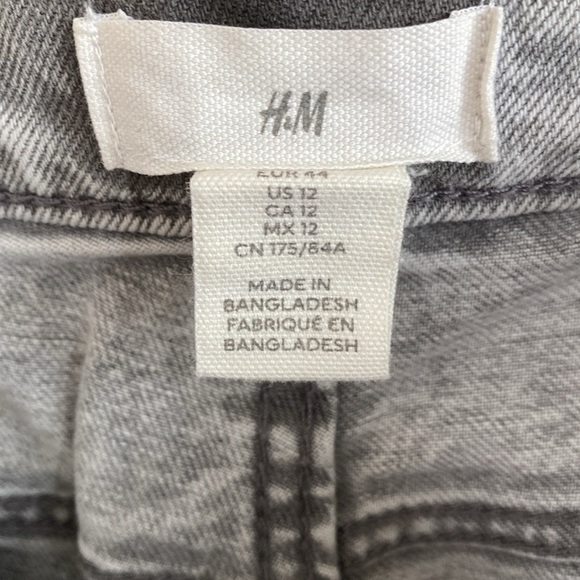 H&M
EUR 44
US 12
CA 12
MX 12
CN 175/84A
MADE IN
BANGLADESH
FABRIQUÉ EN
BANGLADESH